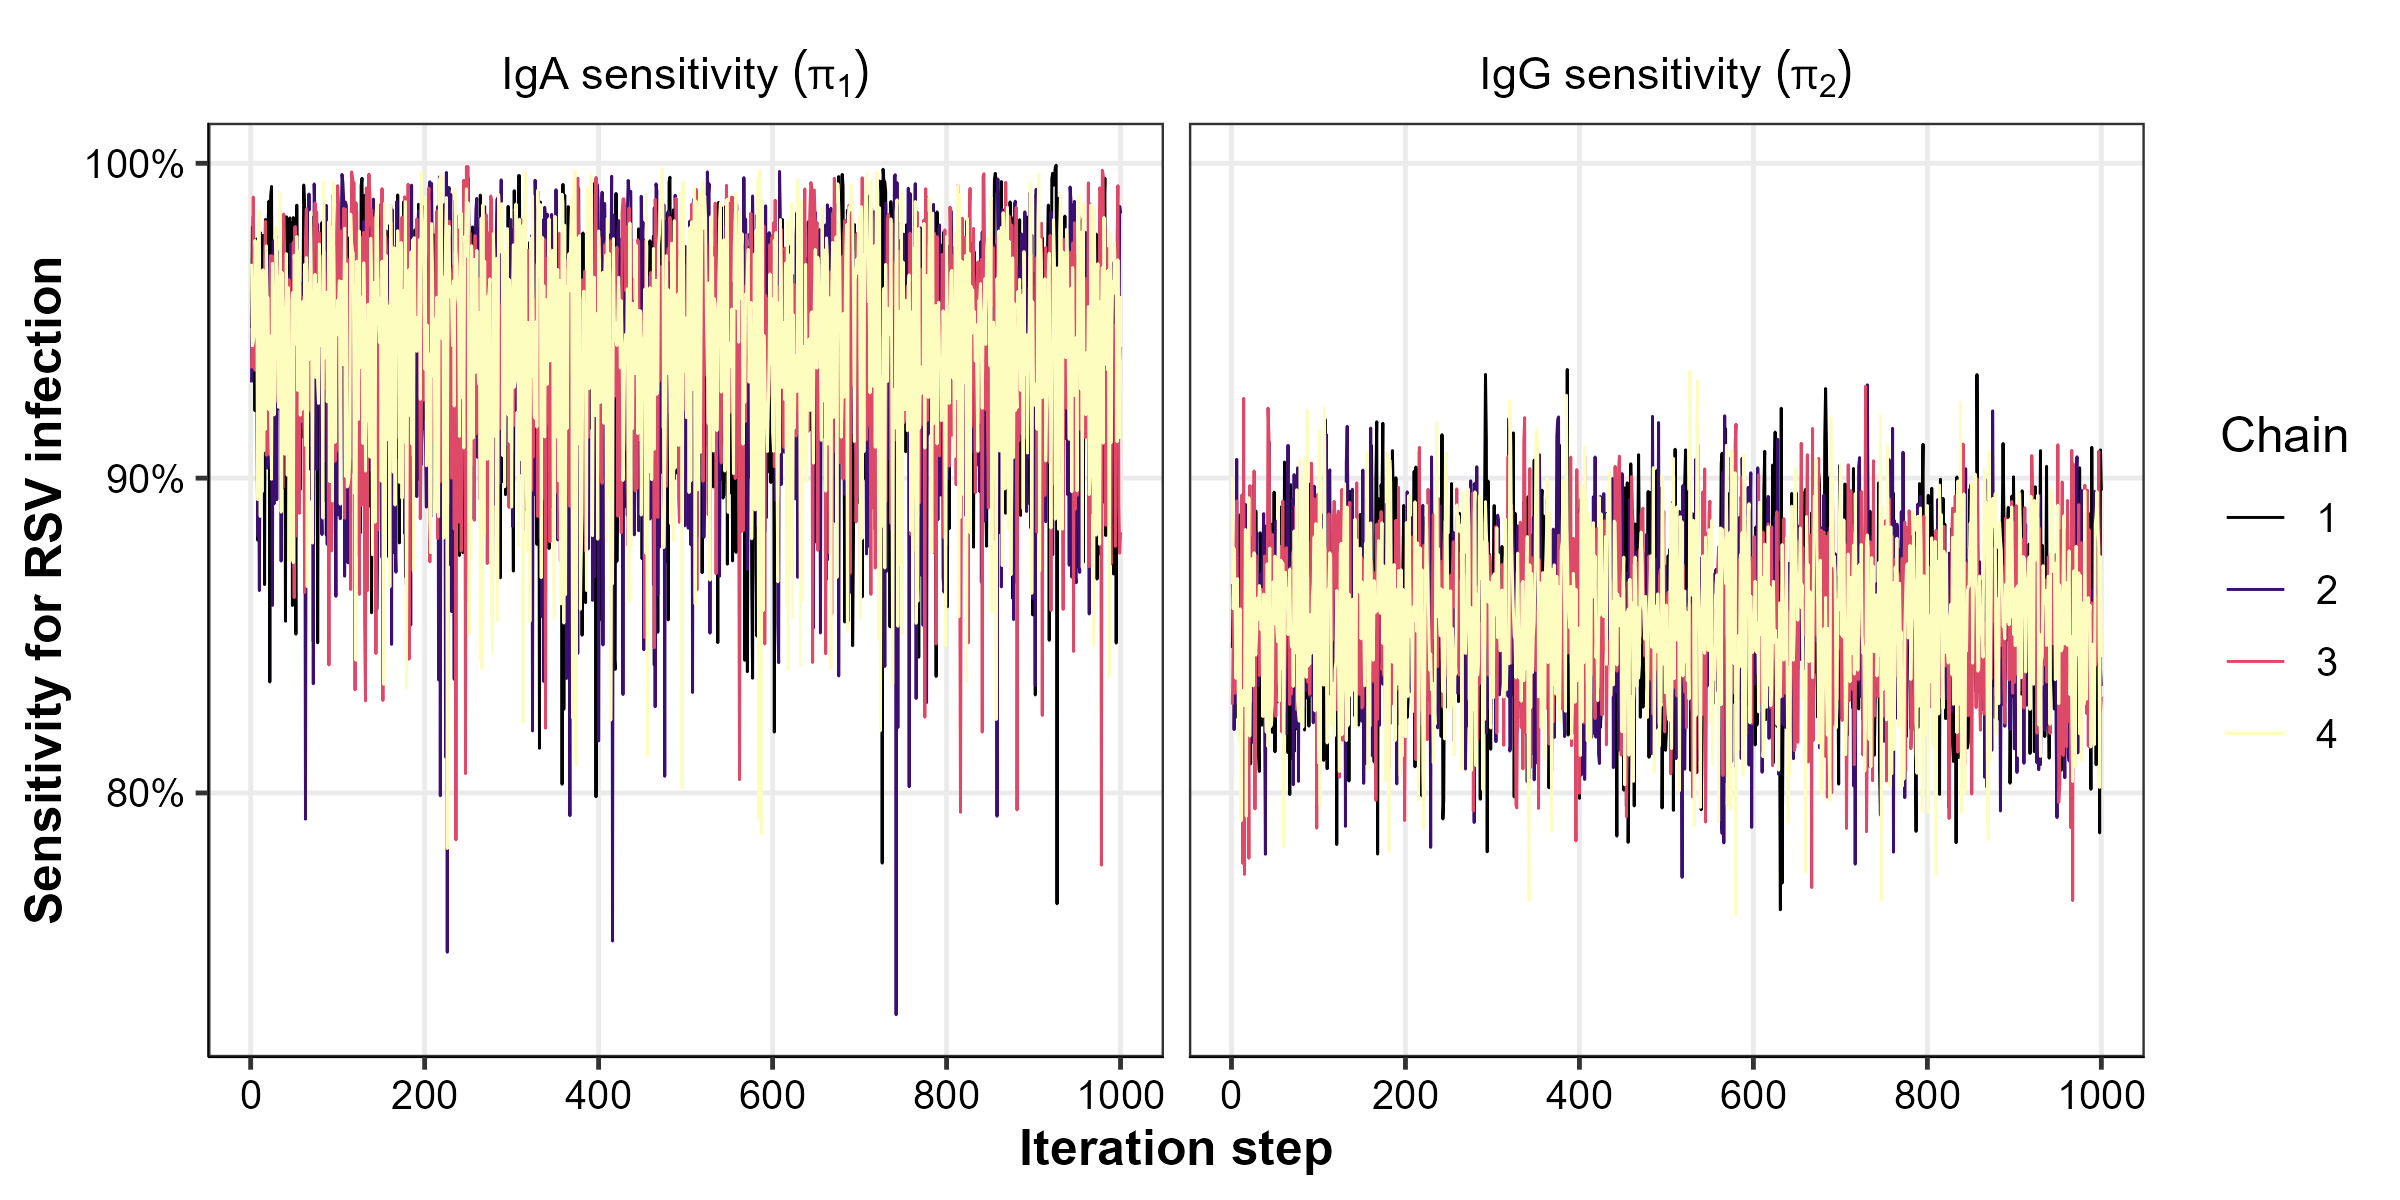 IgA sensitivity (π₁)
IgG sensitivity (π₂)
Sensitivity for RSV infection
100%
90%
80%
0 200 400 600 800 1000
0 200 400 600 800 1000
Iteration step
Chain
1
2
3
4